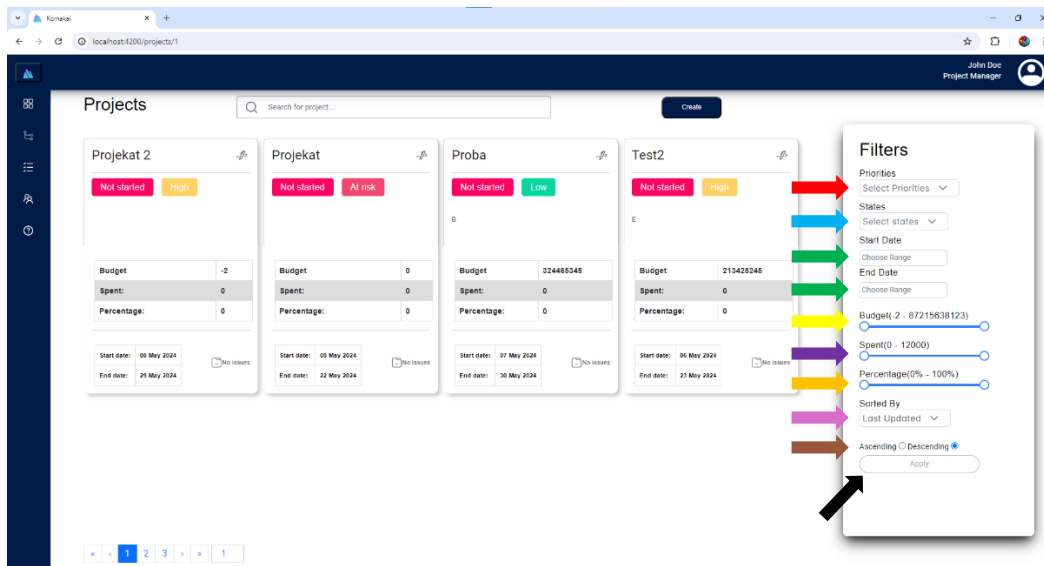 Komakai
localhost:4200/projects/1
John Doe
Project Manager
Projects
Search for project...
Create
Projekat 2
Not started High
Budget -2
Spent: 0
Percentage: 0
Start date: 08 May 2024
End date: 29 May 2024
No Issues
Projekat
Not started At risk
Budget 0
Spent: 0
Percentage: 0
Start date: 08 May 2024
End date: 22 May 2024
No Issues
Proba
Not started Low
B
Budget 324465345
Spent: 0
Percentage: 0
Start date: 07 May 2024
End date: 30 May 2024
No Issues
Test2
Not started High
E
Budget 213425245
Spent: 0
Percentage: 0
Start date: 06 May 2024
End date: 23 May 2024
No Issues
Filters
Priorities
Select Priorities
States
Select states
Start Date
Choose Range
End Date
Choose Range
Budget(-2 - 87215638123)
Spent(0 - 12000)
Percentage(0% - 100%)
Sorted By
Last Updated
Ascending Descending
Apply
« ‹ 1 2 3 › » 1